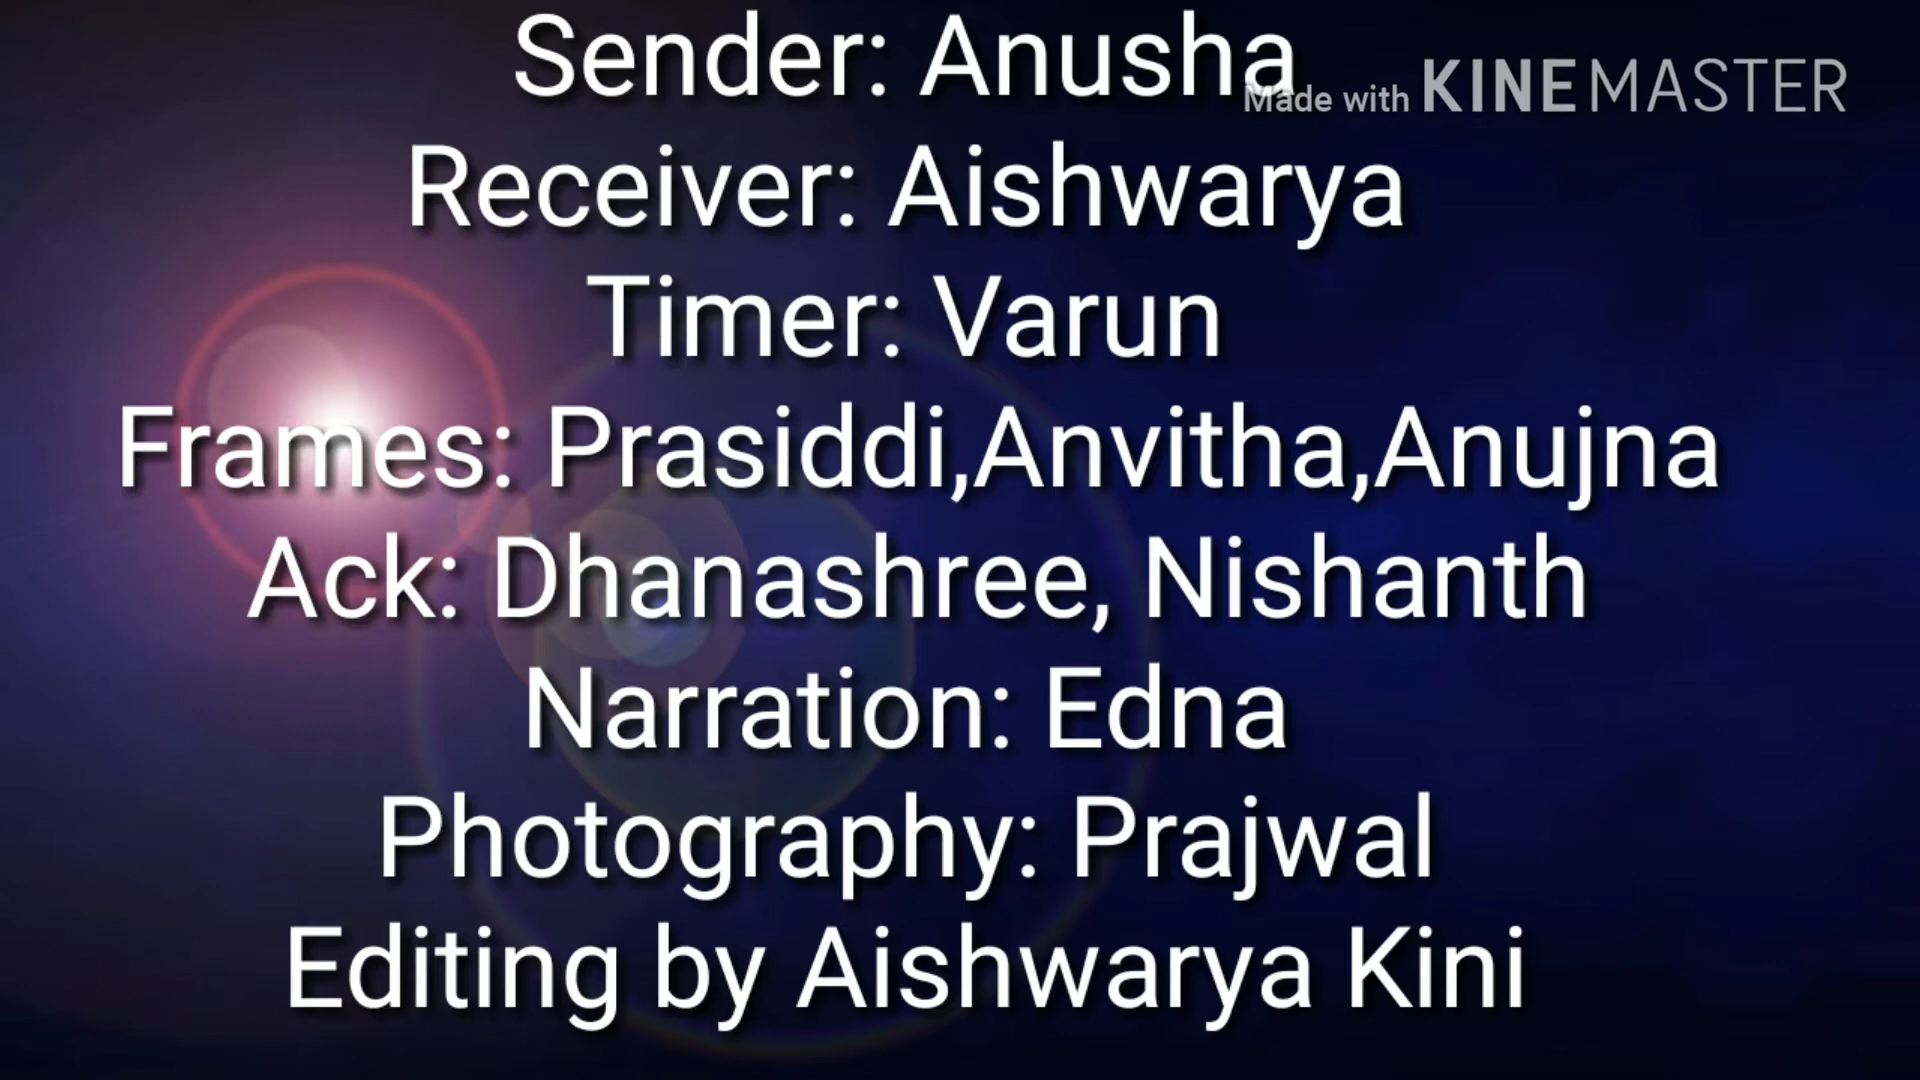 Sender: Anusha
Made with KINEMASTER
Receiver: Aishwarya
Timer: Varun
Frames: Prasiddi,Anvitha,Anujna
Ack: Dhanashree, Nishanth
Narration: Edna
Photography: Prajwal
Editing by Aishwarya Kini